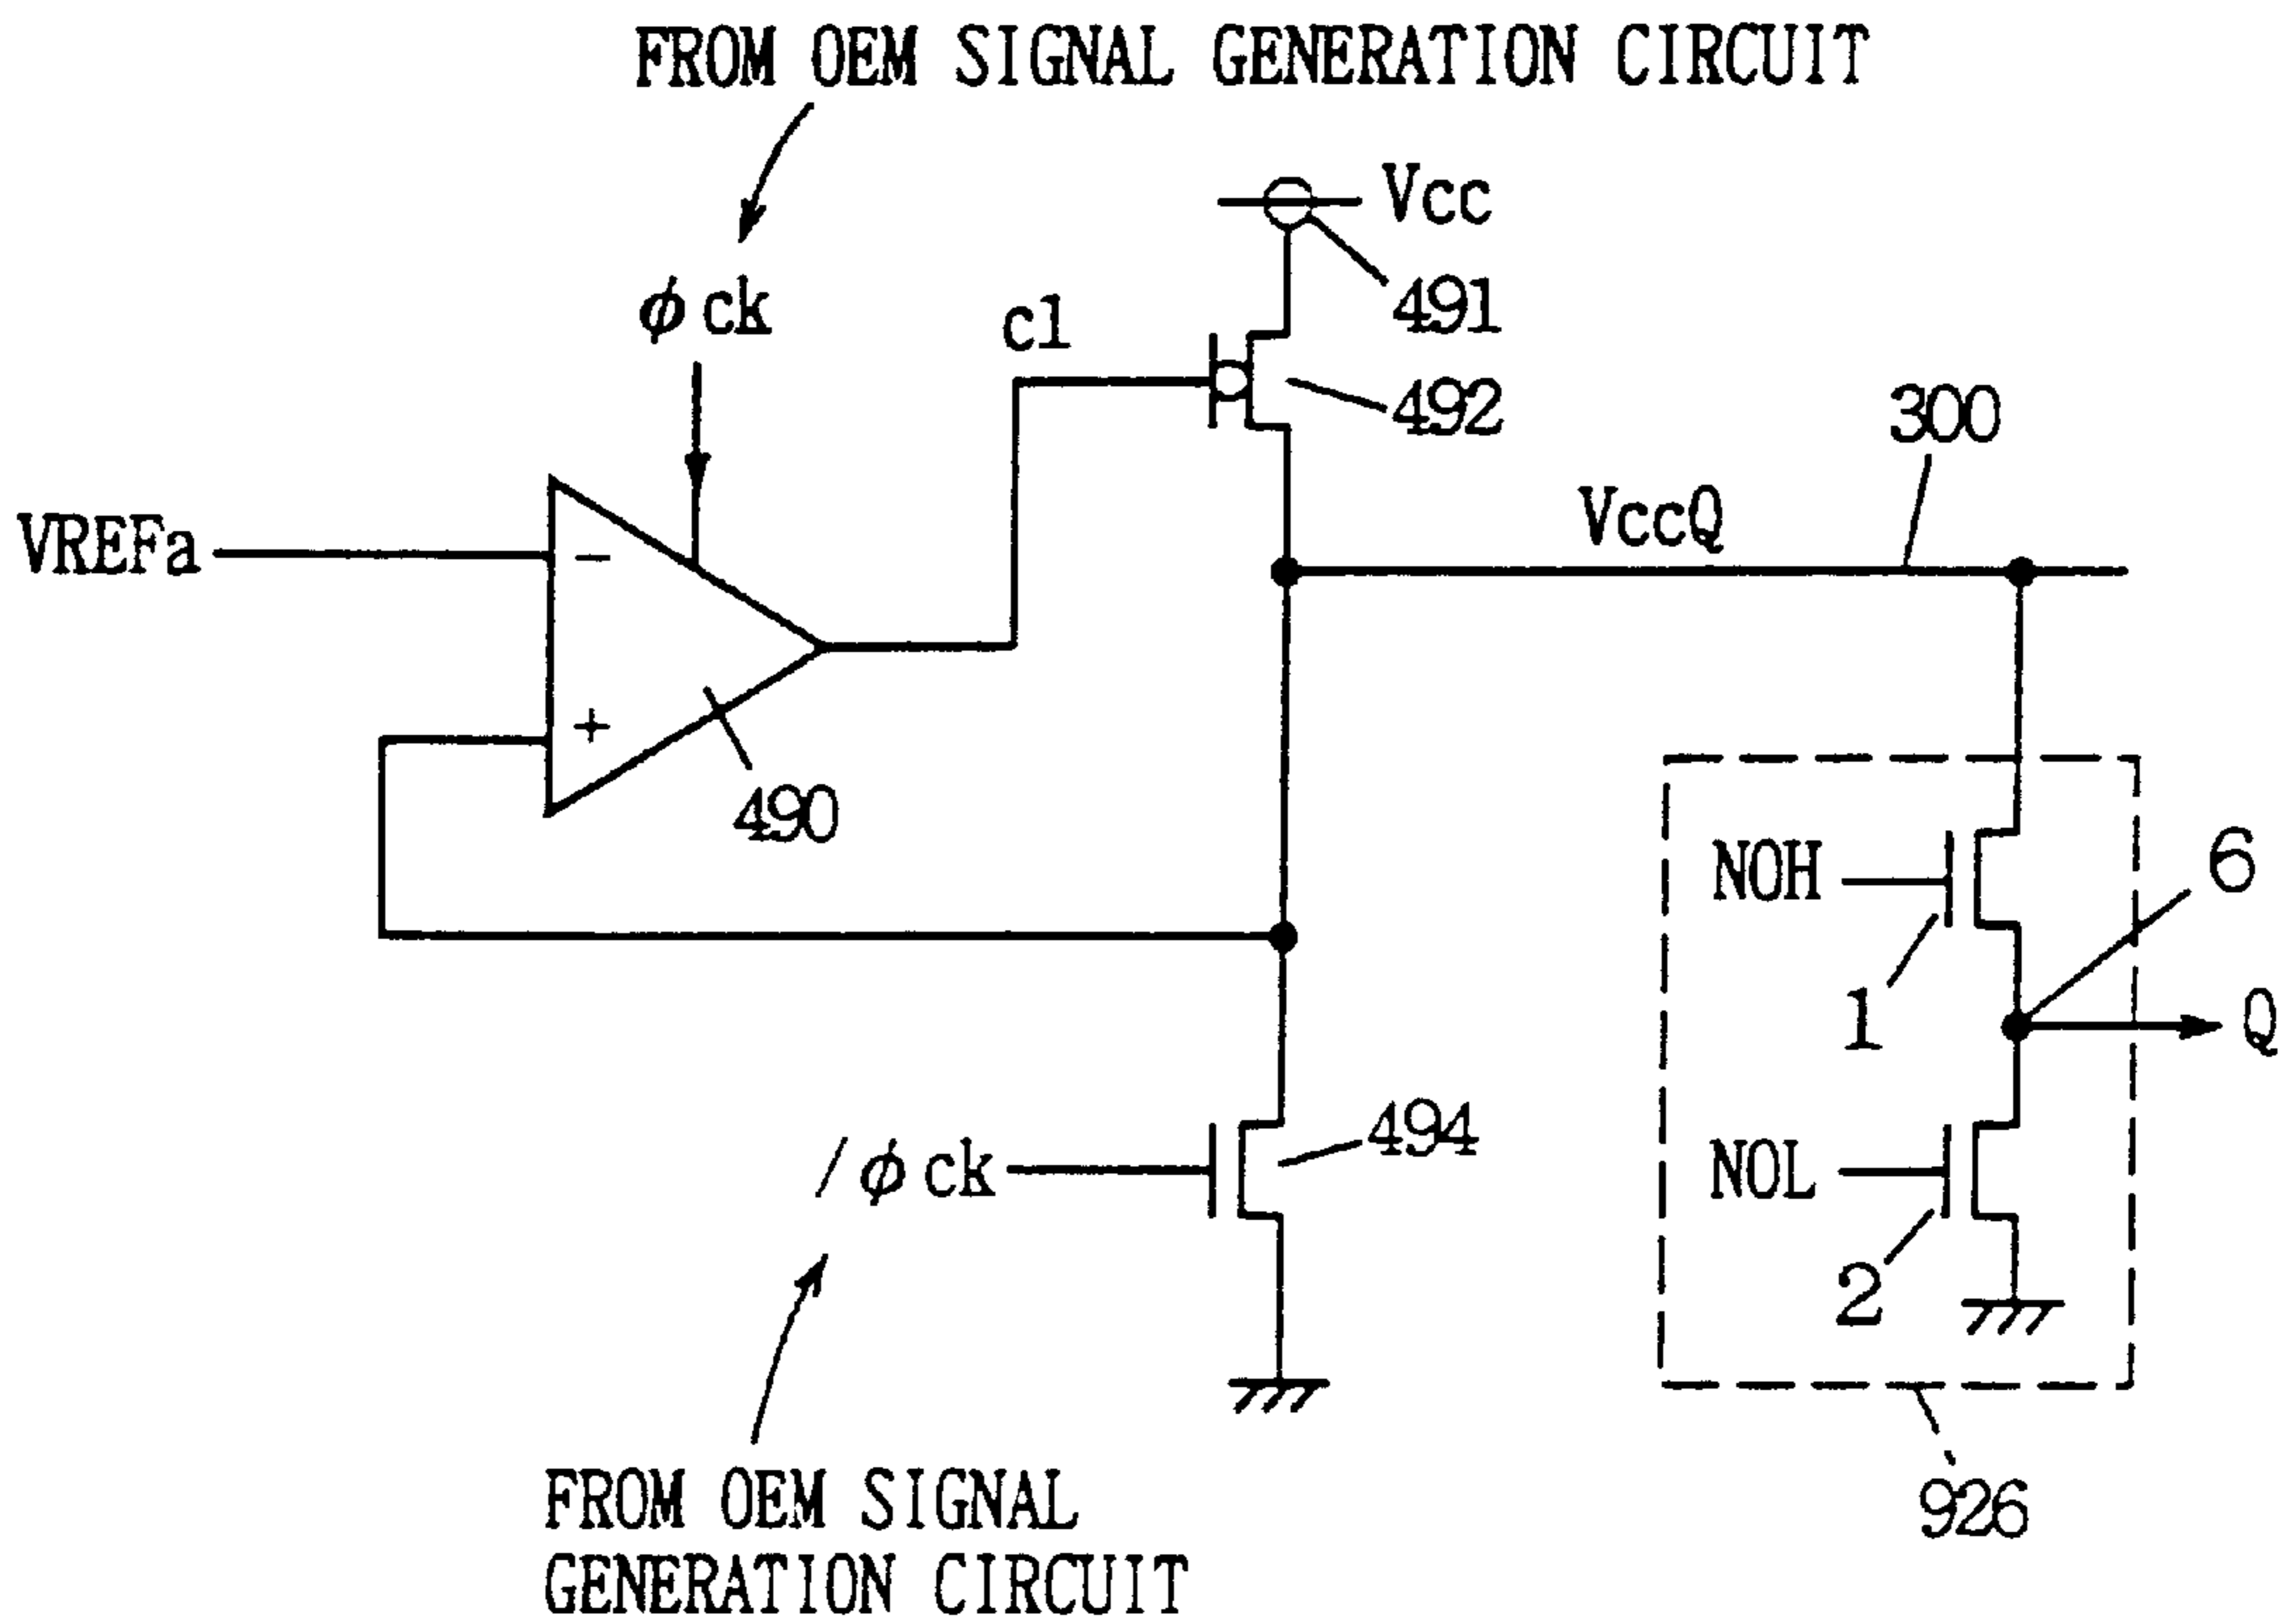 FROM OEM SIGNAL GENERATION CIRCUIT
Vcc
φck
cl
491
492
300
VccQ
VREFa
-
+
490
NOH
6
1
Q
494
/φck
NOL
2
FROM OEM SIGNAL
GENERATION CIRCUIT
926